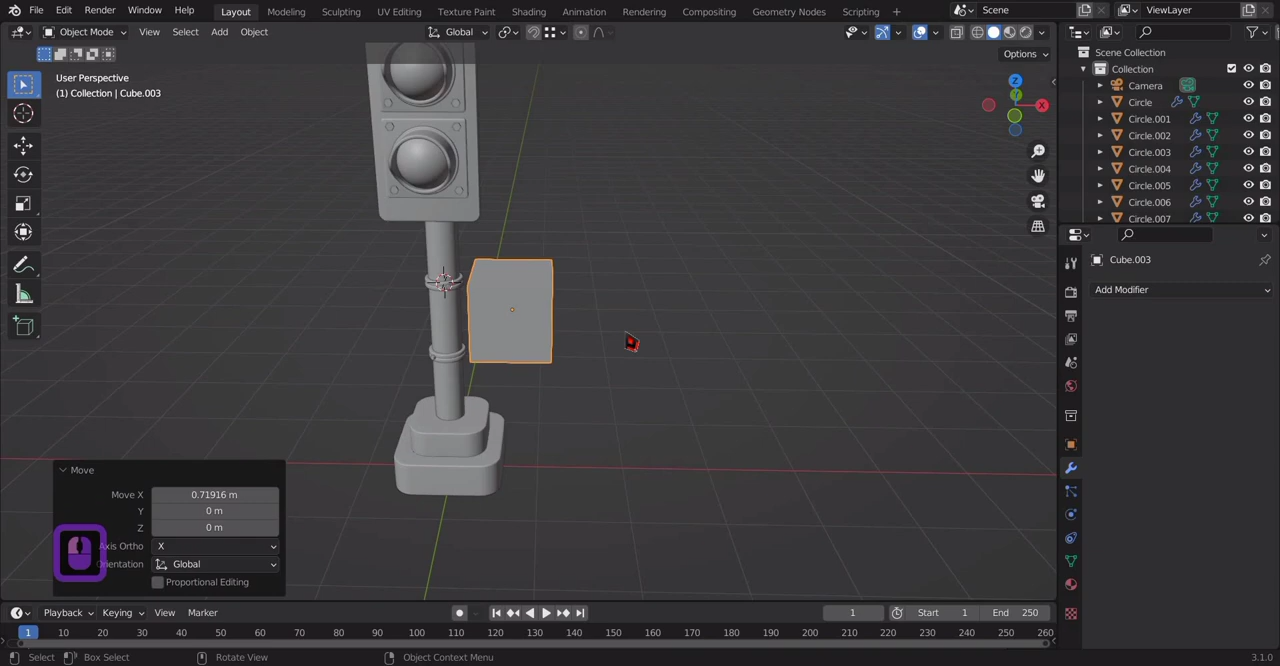 File Edit Render Window Help Layout Modeling Sculpting UV Editing Texture Paint Shading Animation Rendering Compositing Geometry Nodes Scripting + Scene ViewLayer
Object Mode View Select Add Object Global
Options
User Perspective
(1) Collection | Cube.003
Z
Y
X
Scene Collection
Collection
Camera
Circle
Circle.001
Circle.002
Circle.003
Circle.004
Circle.005
Circle.006
Circle.007
Cube.003
Add Modifier
Move
Move X 0.71916 m
Y 0 m
Z 0 m
Axis Ortho X
Orientation Global
Proportional Editing
Playback Keying View Marker 1 Start 1 End 250
1 10 20 30 40 50 60 70 80 90 100 110 120 130 140 150 160 170 180 190 200 210 220 230 240 250 260
Select Box Select Rotate View Object Context Menu 3.1.0